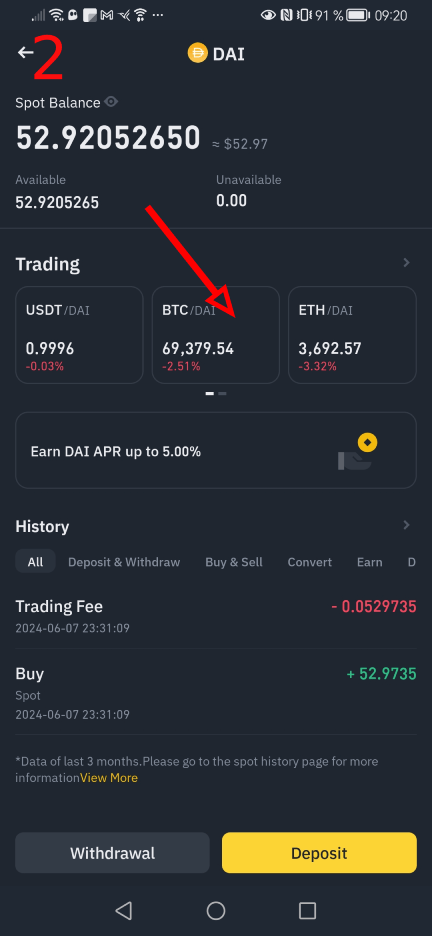 91 % 09:20
2
DAI
Spot Balance
52.92052650 ≈ $52.97
Available Unavailable
52.9205265 0.00
Trading
USDT/DAI BTC/DAI ETH/DAI
0.9996 69,379.54 3,692.57
-0.03% -2.51% -3.32%
Earn DAI APR up to 5.00%
History
All Deposit & Withdraw Buy & Sell Convert Earn D
Trading Fee - 0.0529735
2024-06-07 23:31:09
Buy + 52.9735
Spot
2024-06-07 23:31:09
*Data of last 3 months.Please go to the spot history page for more
informationView More
Withdrawal Deposit